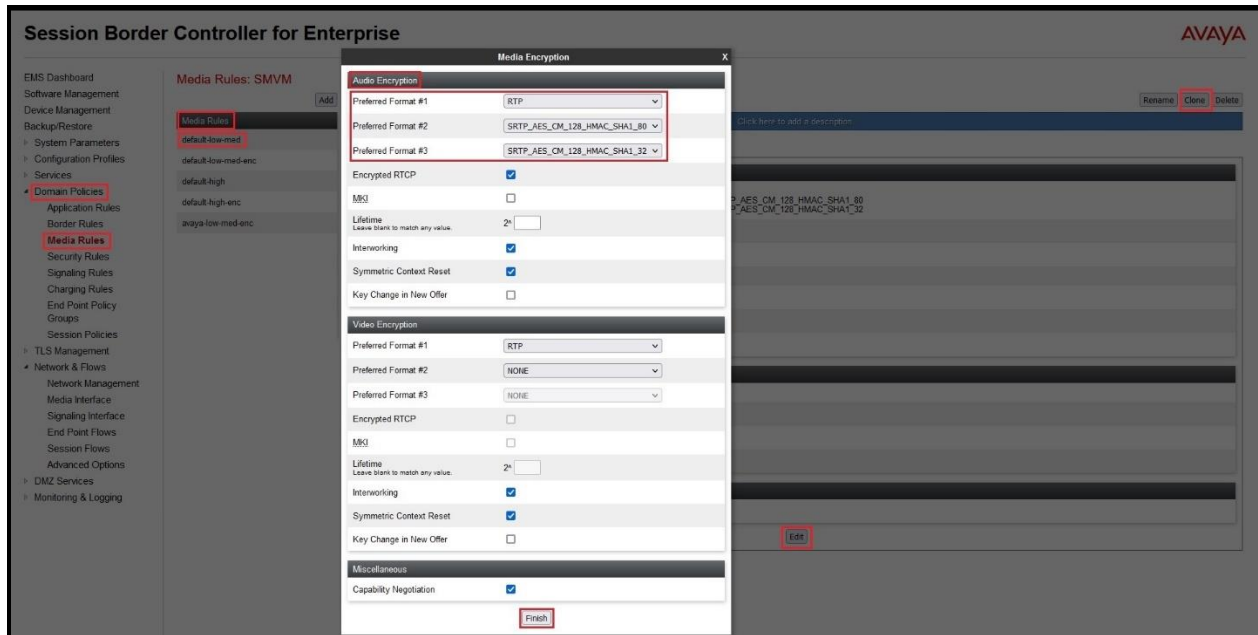 Session Border Controller for Enterprise
AVAYA
EMS Dashboard
Software Management
Device Management
Backup/Restore
System Parameters
Configuration Profiles
Services
Domain Policies
Application Rules
Border Rules
Media Rules
Security Rules
Signaling Rules
Charging Rules
End Point Policy
Groups
Session Policies
TLS Management
Network & Flows
Network Management
Media Interface
Signaling Interface
End Point Flows
Session Flows
Advanced Options
DMZ Services
Monitoring & Logging
Media Rules: SMVM
Add
Rename Clone Delete
Media Rules
default-low-med
default-low-med-enc
default-high
default-high-enc
avaya-low-med-enc
Click here to add a description
P_AES_CM_128_HMAC_SHA1_80
P_AES_CM_128_HMAC_SHA1_32
Edit
Media Encryption X
Audio Encryption
Preferred Format #1 RTP
Preferred Format #2 SRTP_AES_CM_128_HMAC_SHA1_80
Preferred Format #3 SRTP_AES_CM_128_HMAC_SHA1_32
Encrypted RTCP
MKI
Lifetime 2^
Leave blank to match any value.
Interworking
Symmetric Context Reset
Key Change in New Offer
Video Encryption
Preferred Format #1 RTP
Preferred Format #2 NONE
Preferred Format #3 NONE
Encrypted RTCP
MKI
Lifetime 2^
Leave blank to match any value.
Interworking
Symmetric Context Reset
Key Change in New Offer
Miscellaneous
Capability Negotiation
Finish